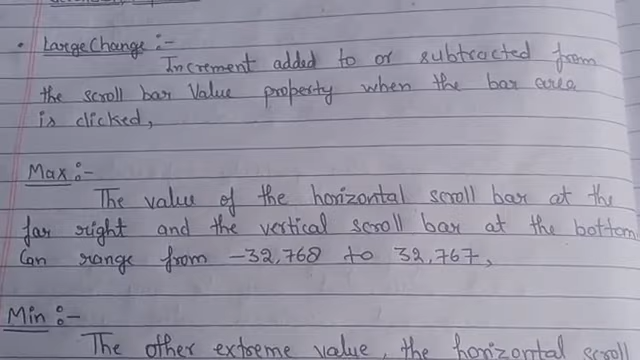 • LargeChange :-
Increment added to or subtracted from
the scroll bar Value property when the bar area
is clicked,
Max :-
The value of the horizontal scroll bar at the
far right and the vertical scroll bar at the bottom
Can range from -32,768 to 32,767,
Min :-
The other extreme value, the horizontal scroll